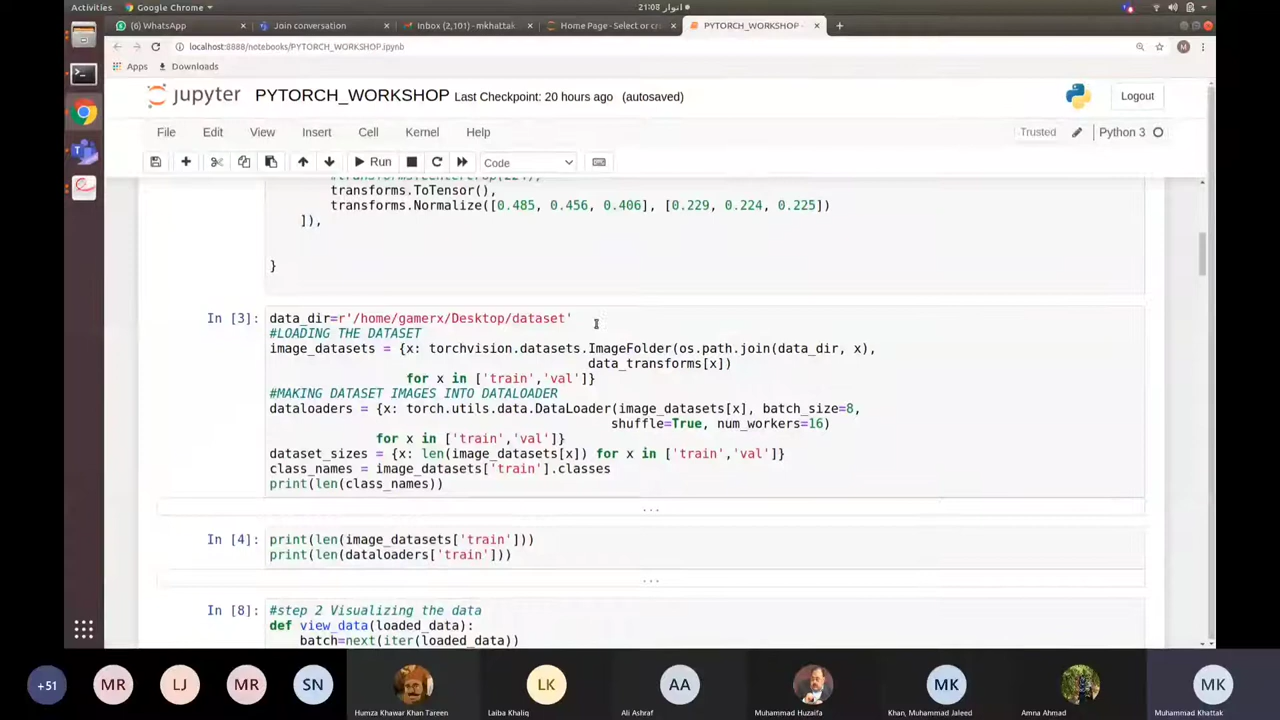 Activities
Google Chrome
21:08 انوار
(6) WhatsApp
Join conversation
Inbox (2,101) - mkhattak
Home Page - Select or cr
PYTORCH_WORKSHOP -
localhost:8888/notebooks/PYTORCH_WORKSHOP.ipynb
Apps
Downloads
jupyter
PYTORCH_WORKSHOP Last Checkpoint: 20 hours ago (autosaved)
Logout
File Edit View Insert Cell Kernel Help
Trusted
Python 3
Run
Code
#transforms.CenterCrop(224),
transforms.ToTensor(),
transforms.Normalize([0.485, 0.456, 0.406], [0.229, 0.224, 0.225])
]),
}
In [3]:
data_dir=r'/home/gamerx/Desktop/dataset'
#LOADING THE DATASET
image_datasets = {x: torchvision.datasets.ImageFolder(os.path.join(data_dir, x),
data_transforms[x])
for x in ['train','val']}
#MAKING DATASET IMAGES INTO DATALOADER
dataloaders = {x: torch.utils.data.DataLoader(image_datasets[x], batch_size=8,
shuffle=True, num_workers=16)
for x in ['train','val']}
dataset_sizes = {x: len(image_datasets[x]) for x in ['train','val']}
class_names = image_datasets['train'].classes
print(len(class_names))
...
In [4]:
print(len(image_datasets['train']))
print(len(dataloaders['train']))
...
In [8]:
#step 2 Visualizing the data
def view_data(loaded_data):
batch=next(iter(loaded_data))
+51
MR
LJ
MR
SN
Humza Khawar Khan Tareen
LK
Laiba Khaliq
AA
Ali Ashraf
Muhammad Huzaifa
MK
Khan, Muhammad Jaleed
Amna Ahmad
MK
Muhammad Khattak